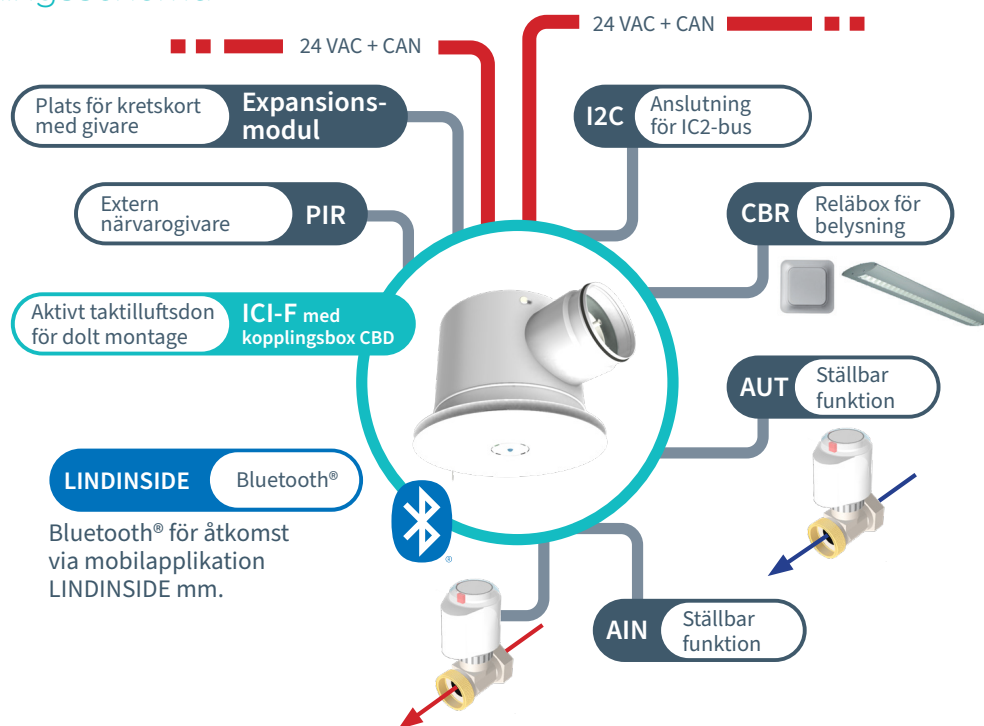 24 VAC + CAN
24 VAC + CAN
Plats för kretskort
med givare
Expansions-
modul
I2C
Anslutning
för IC2-bus
Extern
närvarogivare
PIR
CBR
Reläbox för
belysning
Aktivt taktilluftsdon
för dolt montage
ICI-F med
kopplingsbox CBD
AUT
Ställbar
funktion
LINDINSIDE
Bluetooth®
Bluetooth® för åtkomst
via mobilapplikation
LINDINSIDE mm.
®
AIN
Ställbar
funktion